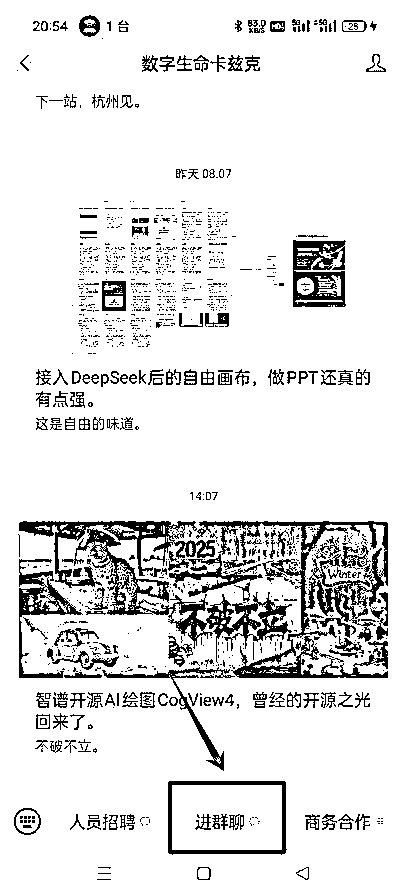 20:54 1 台 83.0 KB/S HD 5G 5G 25
数字生命卡兹克
下一站，杭州见。
昨天 08:07
接入DeepSeek后的自由画布，做PPT还真的
有点强。
这是自由的味道。
14:07
2025
Winter
不破不立
智谱开源AI绘图CogView4，曾经的开源之光
回来了。
不破不立。
人员招聘 进群聊 商务合作